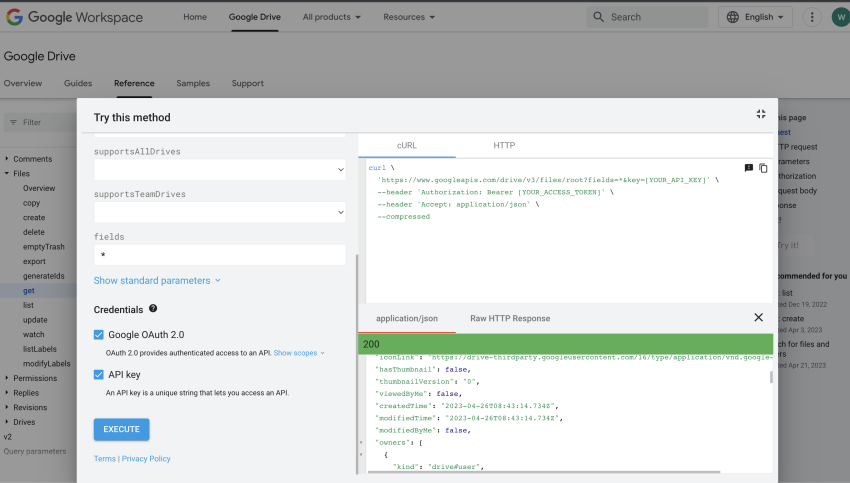 Google Workspace
Home
Google Drive
All products
Resources
Search
English
W
Google Drive
Overview
Guides
Reference
Samples
Support
Filter
Comments
Files
Overview
copy
create
delete
emptyTrash
export
generateIds
get
list
update
watch
listLabels
modifyLabels
Permissions
Replies
Revisions
Drives
v2
Query parameters
Try this method
supportsAllDrives
supportsTeamDrives
fields
*
Show standard parameters
Credentials
Google OAuth 2.0
OAuth 2.0 provides authenticated access to an API. Show scopes
API key
An API key is a unique string that lets you access an API.
EXECUTE
Terms | Privacy Policy
cURL
HTTP
curl \
'https://www.googleapis.com/drive/v3/files/root?fields=*&key=[YOUR_API_KEY]' \
--header 'Authorization: Bearer [YOUR_ACCESS_TOKEN]' \
--header 'Accept: application/json' \
--compressed
application/json
Raw HTTP Response
200
"iconLink": "https://drive-thirdparty.googleusercontent.com/16/type/application/vnd.google-
"hasThumbnail": false,
"thumbnailVersion": "0",
"viewedByMe": false,
"createdTime": "2023-04-26T08:43:14.734Z",
"modifiedTime": "2023-04-26T08:43:14.734Z",
"modifiedByMe": false,
"owners": [
{
"kind": "drive#user",
his page
est
TP request
rameters
thorization
quest body
ponse
!
Try it!
commended for you
: list
ed Dec 19, 2022
: create
ed Apr 3, 2023
rch for files and
ers
ed Apr 21, 2023